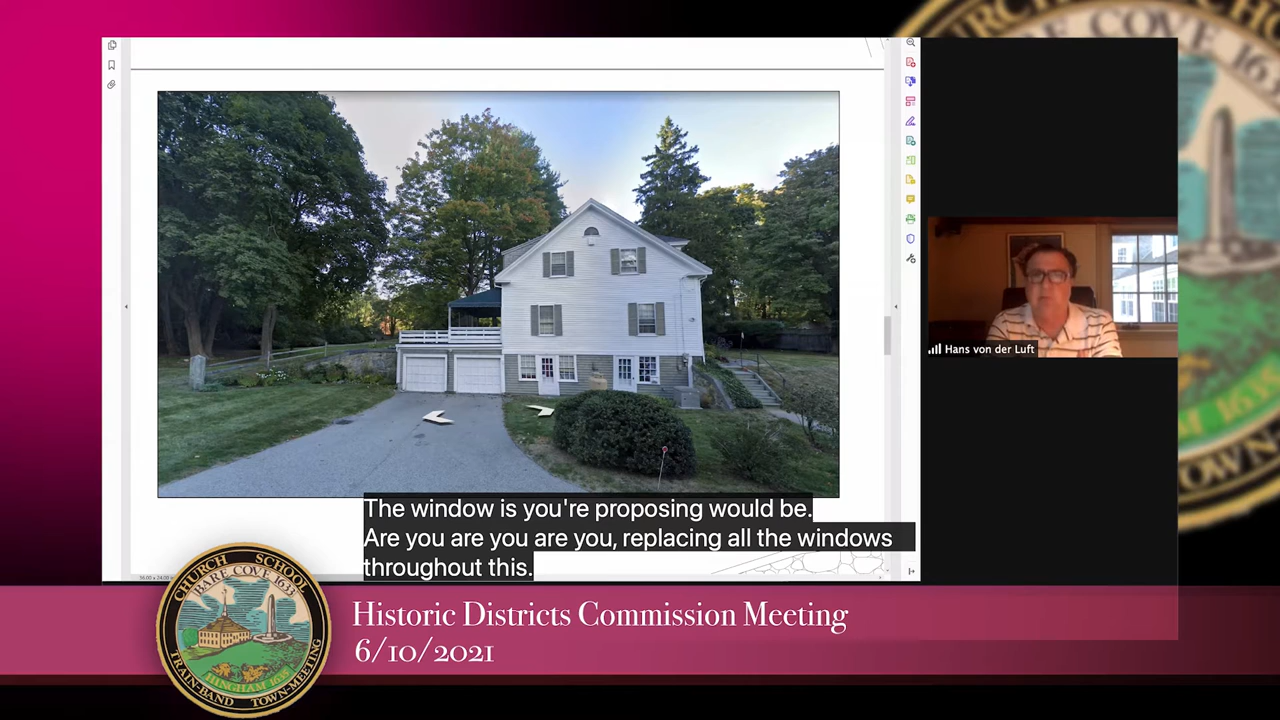 Hans von der Luft
The window is you're proposing would be.
Are you are you are you, replacing all the windows
throughout this.
Historic Districts Commission Meeting
6/10/2021
CHURCH SCHOOL
BARE COVE 1633
HINGHAM 1635
TRAIN-BAND TOWN-MEETING